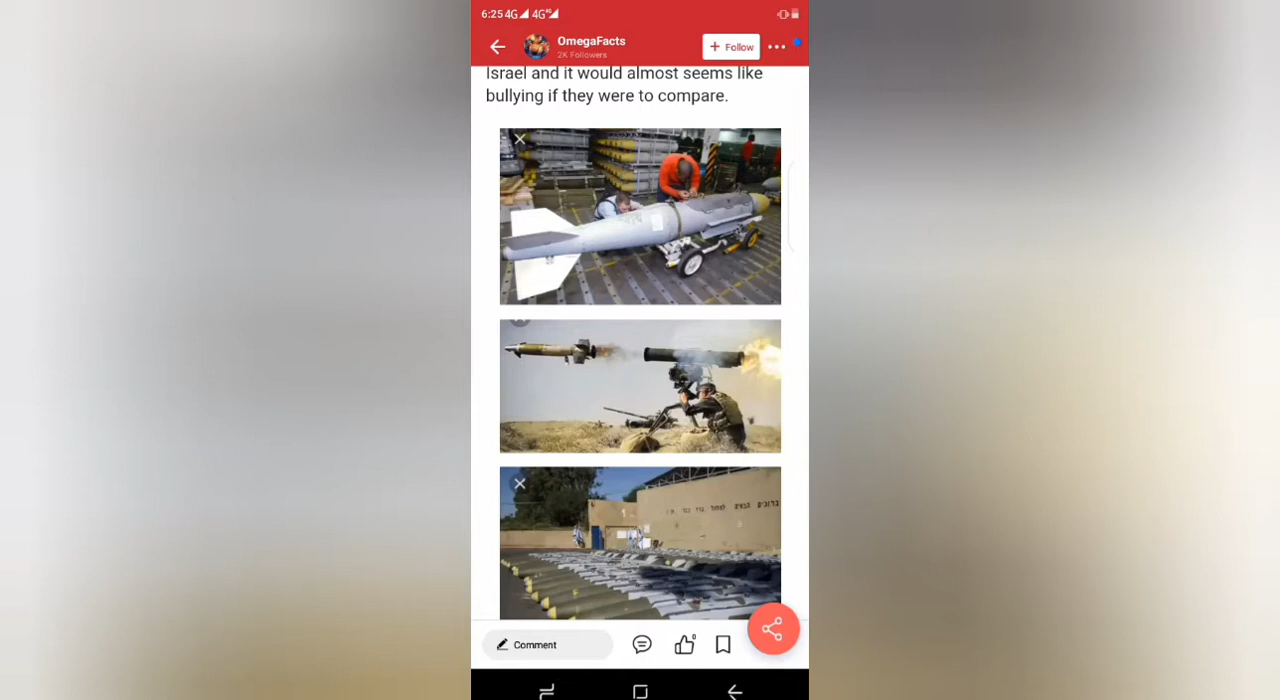 6:25 4G 4G
OmegaFacts
2K Followers
+ Follow
Israel and it would almost seems like
bullying if they were to compare.
Comment